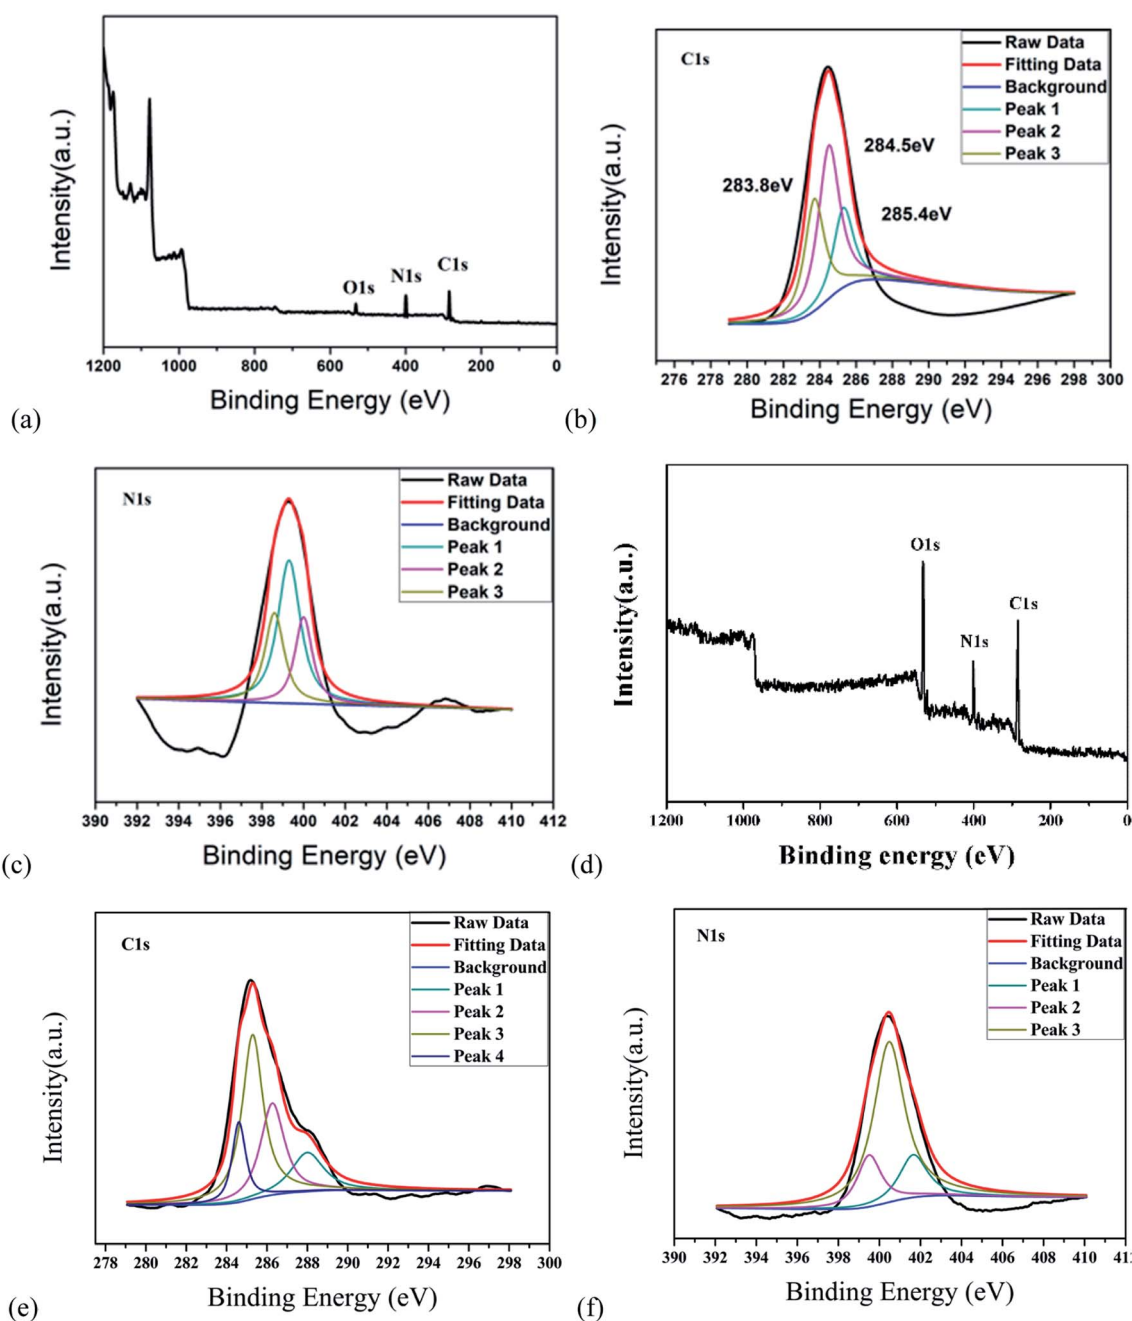 Intensity(a.u.)
O1s
N1s
C1s
1200 1000 800 600 400 200 0
Binding Energy (eV)
(a)
C1s
Raw Data
Fitting Data
Background
Peak 1
Peak 2
Peak 3
284.5eV
283.8eV
285.4eV
Intensity(a.u.)
276 278 280 282 284 286 288 290 292 294 296 298 300
Binding Energy (eV)
(b)
N1s
Raw Data
Fitting Data
Background
Peak 1
Peak 2
Peak 3
Intensity(a.u.)
390 392 394 396 398 400 402 404 406 408 410 412
Binding Energy (eV)
(c)
O1s
N1s
C1s
Intensity(a.u.)
1200 1000 800 600 400 200 0
Binding energy (eV)
(d)
C1s
Raw Data
Fitting Data
Background
Peak 1
Peak 2
Peak 3
Peak 4
Intensity(a.u.)
278 280 282 284 286 288 290 292 294 296 298 300
Binding Energy (eV)
(e)
N1s
Raw Data
Fitting Data
Background
Peak 1
Peak 2
Peak 3
Intensity(a.u.)
390 392 394 396 398 400 402 404 406 408 410
Binding Energy (eV)
(f)